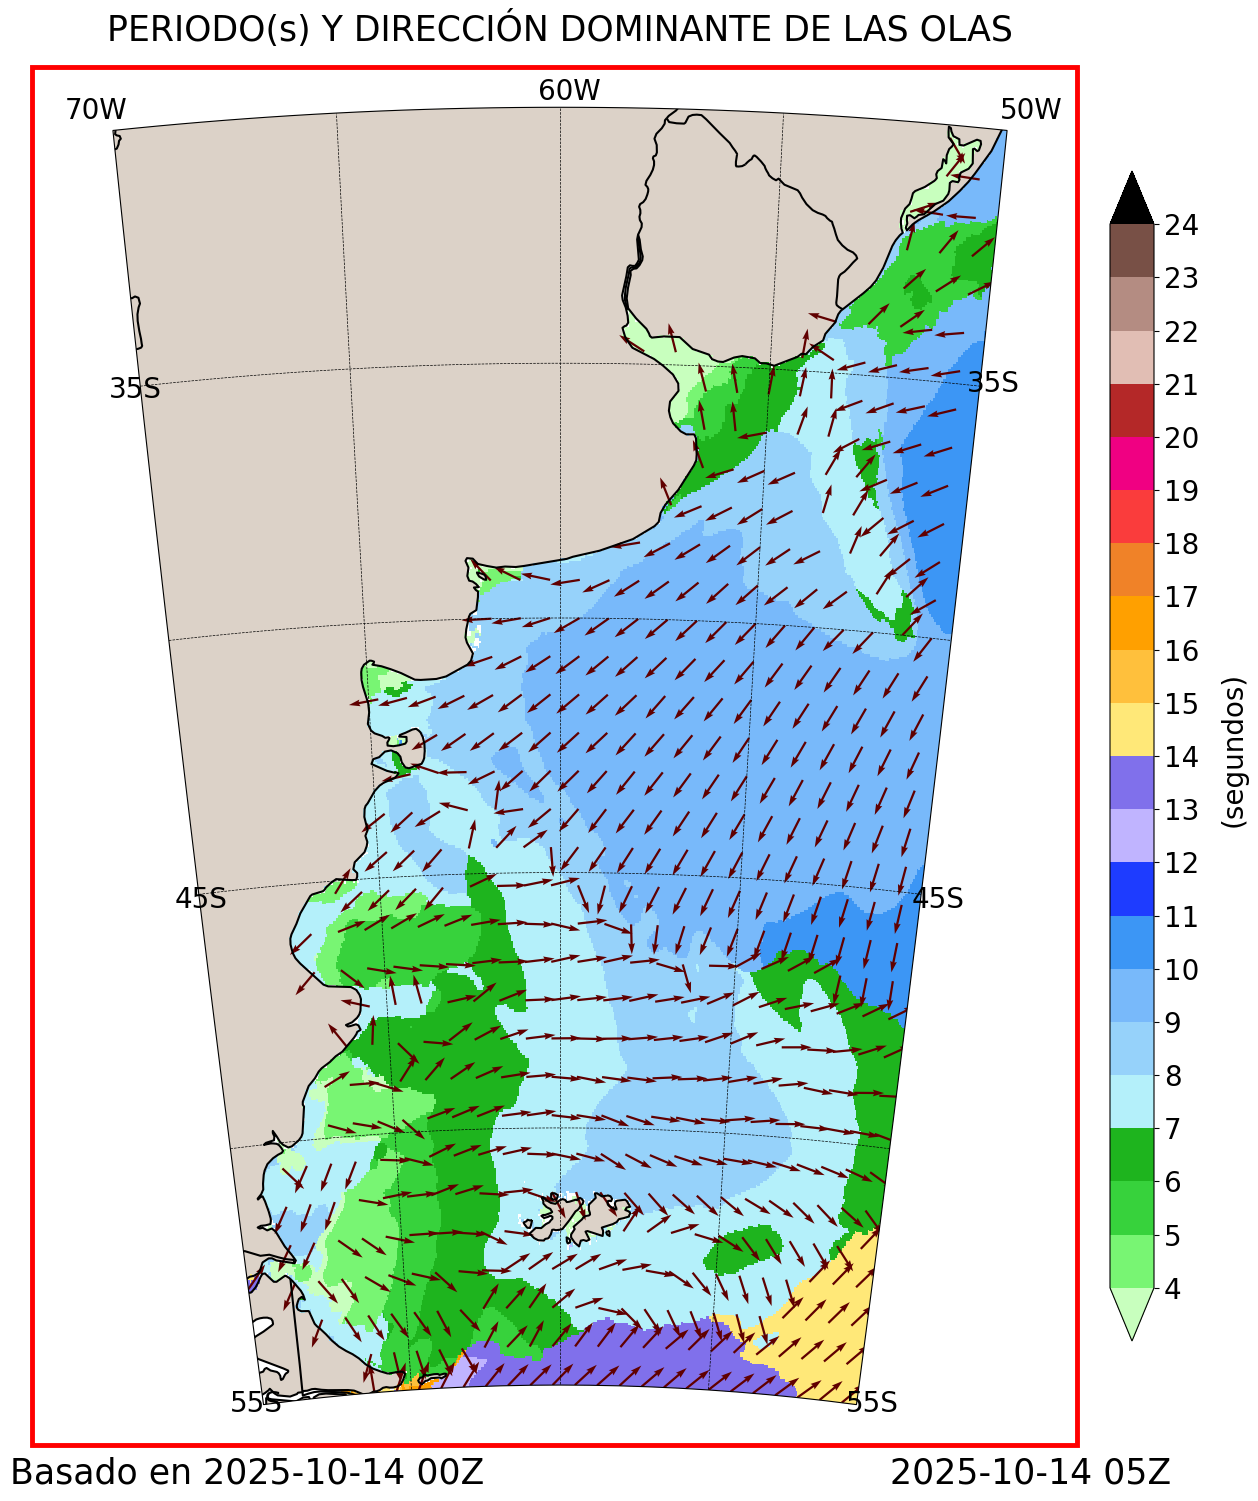 PERIODO(s) Y DIRECCIÓN DOMINANTE DE LAS OLAS
70W
60W
50W
35S
35S
45S
45S
55S
55S
24
23
22
21
20
19
18
17
16
15
14
13
12
11
10
9
8
7
6
5
4
(segundos)
Basado en 2025-10-14 00Z
2025-10-14 05Z